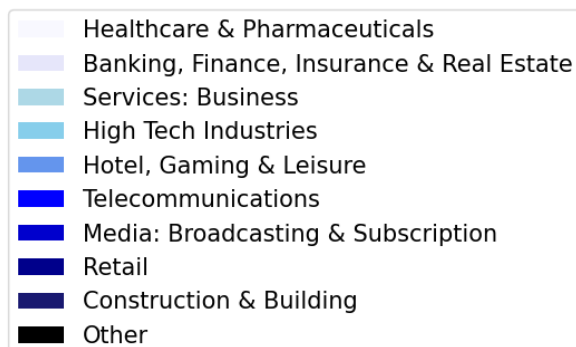 Healthcare & Pharmaceuticals
Banking, Finance, Insurance & Real Estate
Services: Business
High Tech Industries
Hotel, Gaming & Leisure
Telecommunications
Media: Broadcasting & Subscription
Retail
Construction & Building
Other